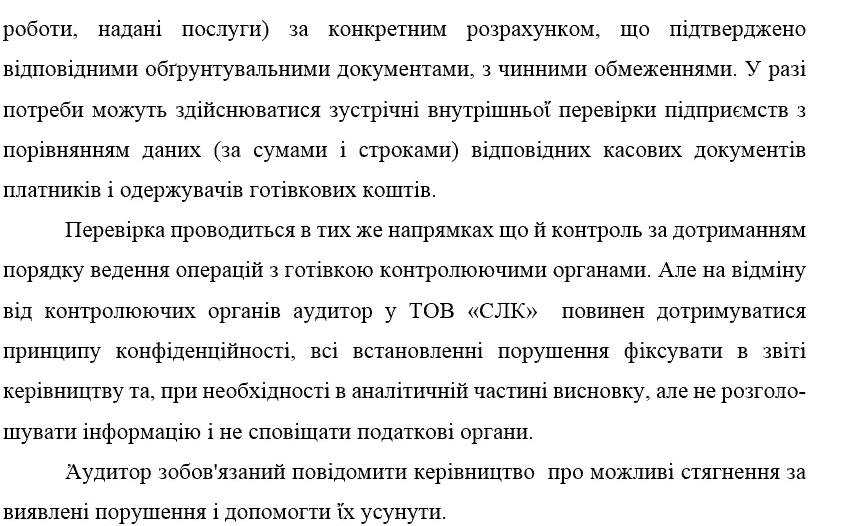 роботи, надані послуги) за конкретним розрахунком, що підтверджено
відповідними обґрунтувальними документами, з чинними обмеженнями. У разі
потреби можуть здійснюватися зустрічні внутрішньої перевірки підприємств з
порівнянням даних (за сумами і строками) відповідних касових документів
платників і одержувачів готівкових коштів.
Перевірка проводиться в тих же напрямках що й контроль за дотриманням
порядку ведення операцій з готівкою контролюючими органами. Але на відміну
від контролюючих органів аудитор у ТОВ «СЛК» повинен дотримуватися
принципу конфіденційності, всі встановленні порушення фіксувати в звіті
керівництву та, при необхідності в аналітичній частині висновку, але не розголо-
шувати інформацію і не сповіщати податкові органи.
Аудитор зобов'язаний повідомити керівництво про можливі стягнення за
виявлені порушення і допомогти їх усунути.